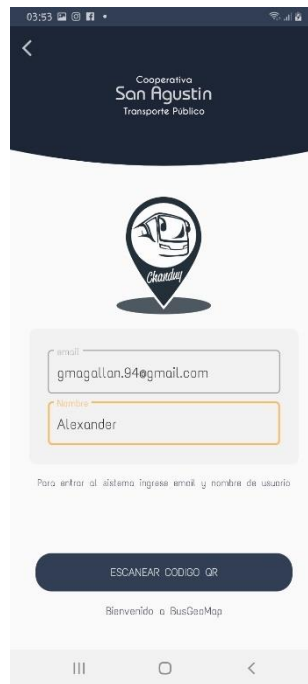 03:53
Cooperativa
San Agustin
Transporte Público
Chanduy
email
gmagallan.94@gmail.com
Nombre
Alexander
Para entrar al sistema ingrese email y nombre de usuario
ESCANEAR CODIGO QR
Bienvenido a BusGeoMap